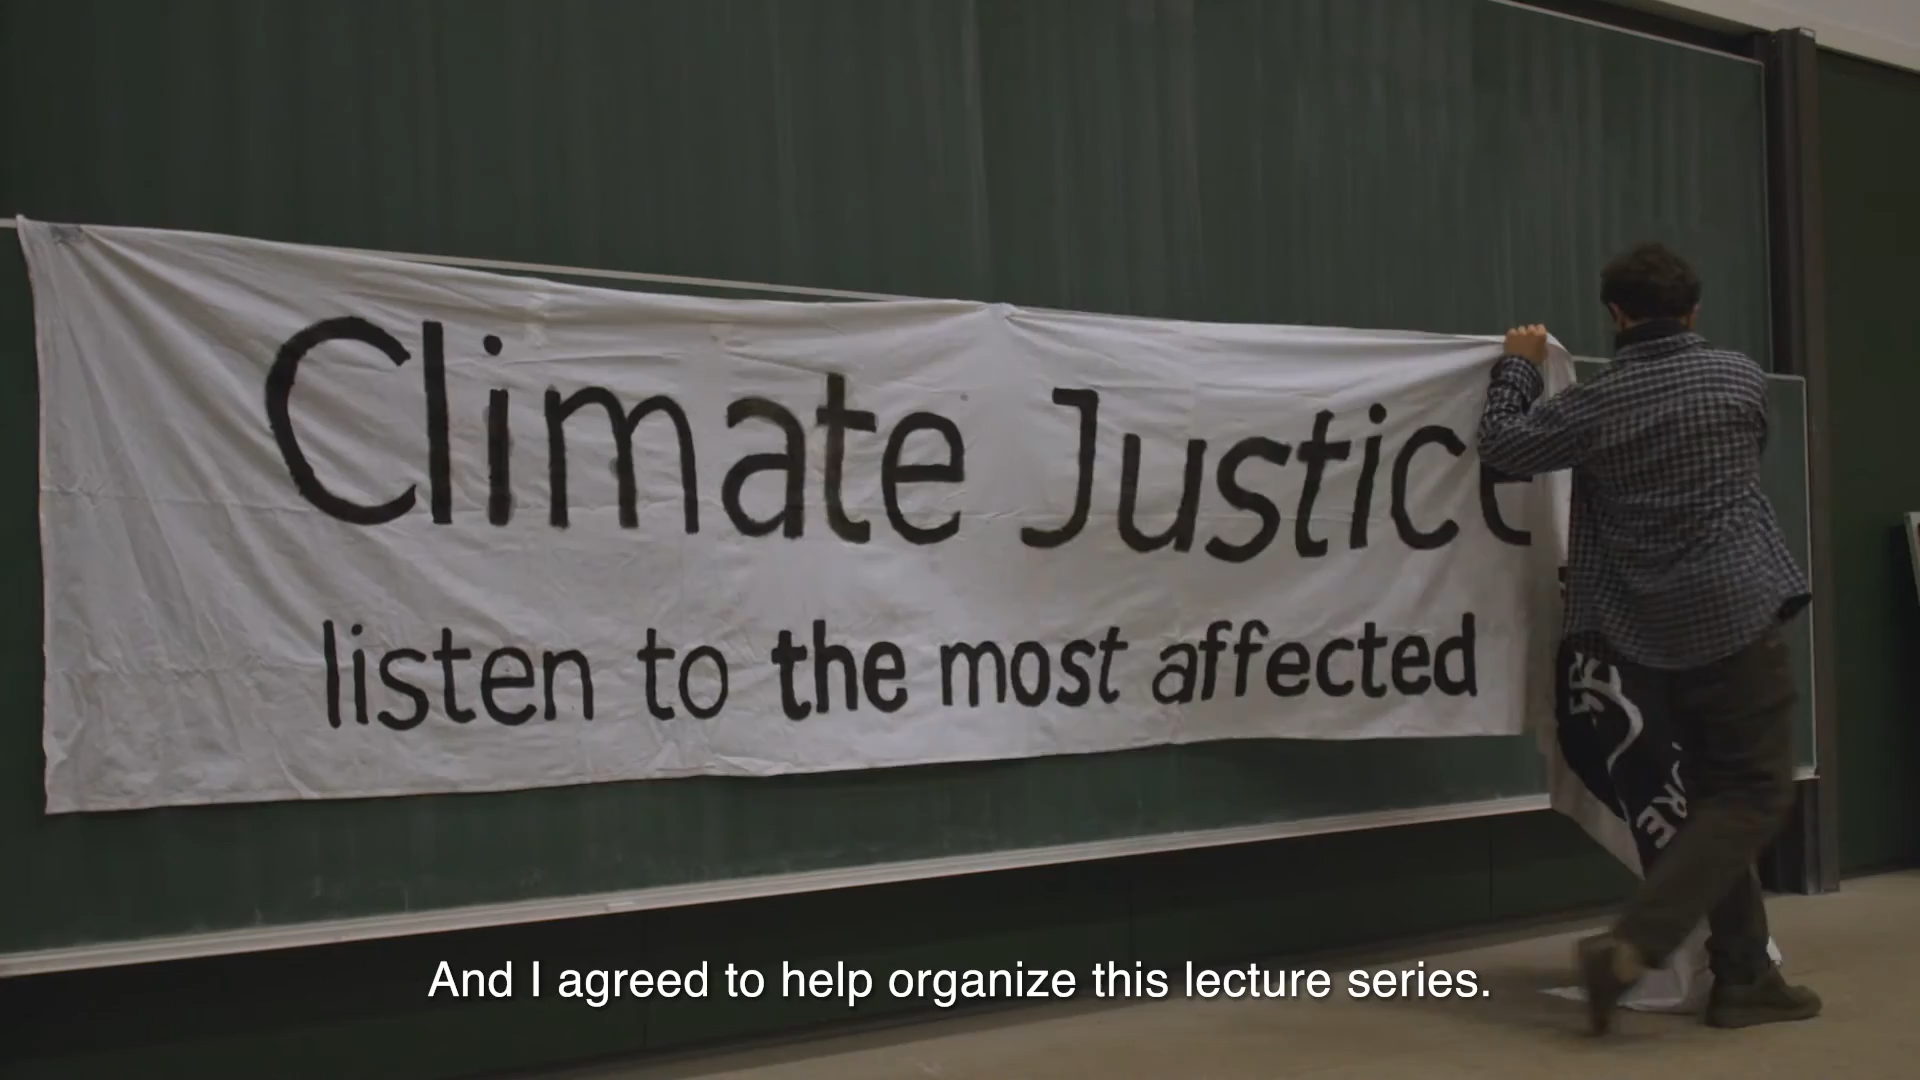 Climate Justice
listen to the most affected
And I agreed to help organize this lecture series.